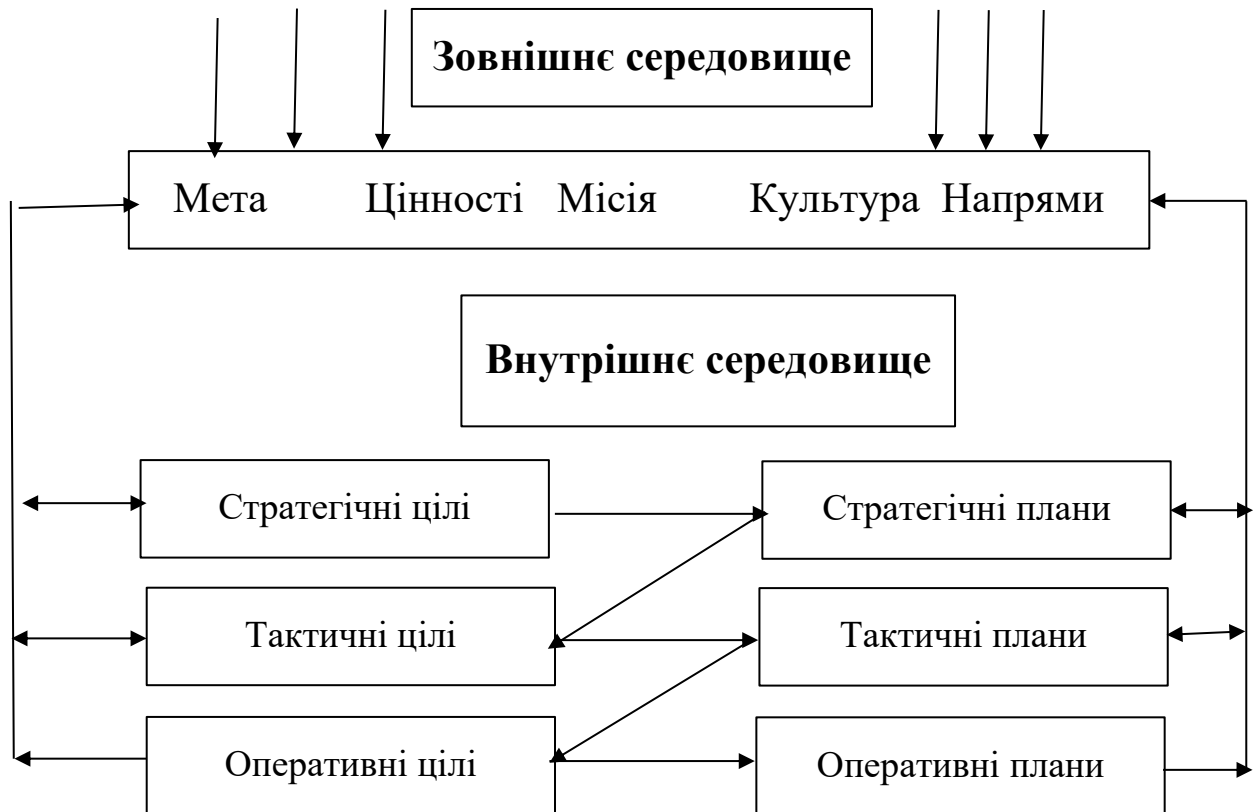 Зовнішнє середовище
Мета Цінності Місія Культура Напрями
Внутрішнє середовище
Стратегічні цілі Стратегічні плани
Тактичні цілі Тактичні плани
Оперативні цілі Оперативні плани